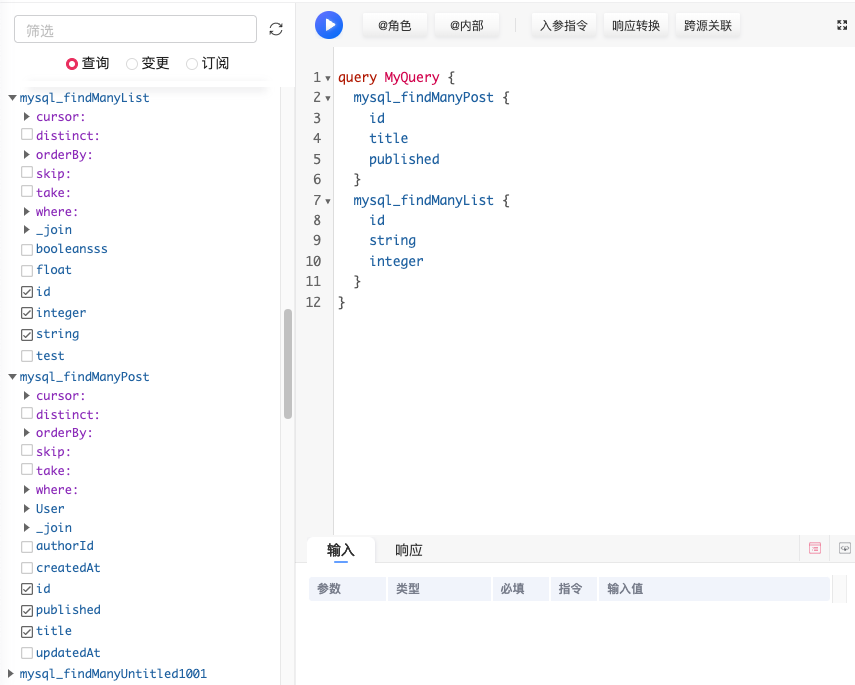 筛选
查询 变更 订阅
mysql_findManyList
cursor:
distinct:
orderBy:
skip:
take:
where:
_join
booleansss
float
id
integer
string
test
mysql_findManyPost
cursor:
distinct:
orderBy:
skip:
take:
where:
User
_join
authorId
createdAt
id
published
title
updatedAt
mysql_findManyUntitled1001
@角色 @内部 入参指令 响应转换 跨源关联
1 query MyQuery {
2 mysql_findManyPost {
3 id
4 title
5 published
6 }
7 mysql_findManyList {
8 id
9 string
10 integer
11 }
12 }
输入 响应
参数 类型 必填 指令 输入值